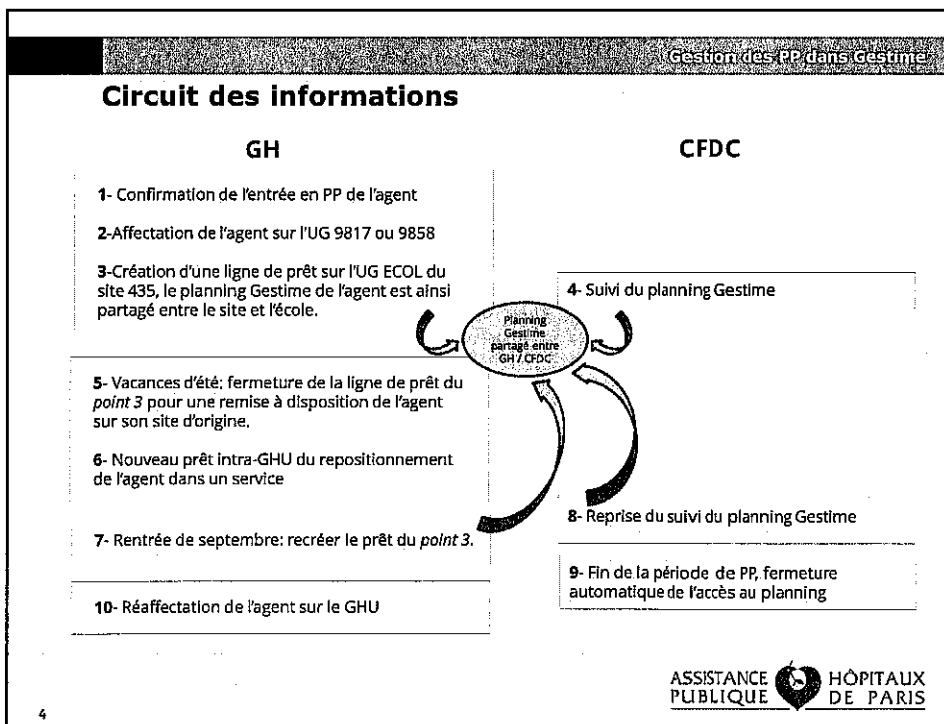 Gestion des PP dans Gestime
Circuit des informations
GH
1- Confirmation de l'entrée en PP de l'agent
2-Affectation de l'agent sur l'UG 9817 ou 9858
3-Création d'une ligne de prêt sur l'UG ECOL du
site 435, le planning Gestime de l'agent est ainsi
partagé entre le site et l'école.
5- Vacances d'été: fermeture de la ligne de prêt du
point 3 pour une remise à disposition de l'agent
sur son site d'origine.
6- Nouveau prêt intra-GHU du repositionnement
de l'agent dans un service
7- Rentrée de septembre: recréer le prêt du point 3.
10- Réaffectation de l'agent sur le GHU
Planning
Gestime
partagé entre
GH / CFDC
CFDC
4- Suivi du planning Gestime
8- Reprise du suivi du planning Gestime
9- Fin de la période de PP, fermeture
automatique de l'accès au planning
ASSISTANCE HÔPITAUX
PUBLIQUE DE PARIS
4